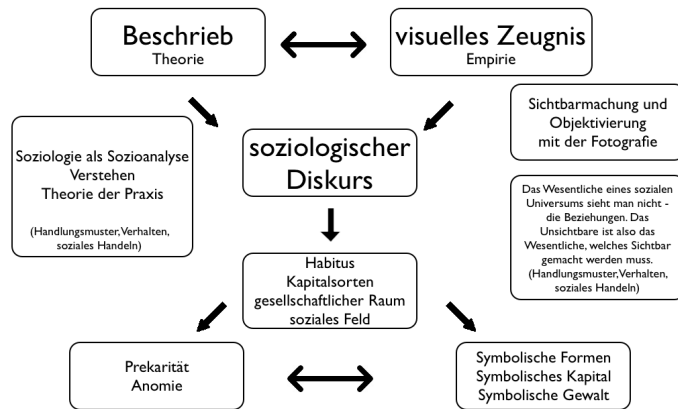 Beschrieb
Theorie
visuelles Zeugnis
Empirie
Sichtbarmachung und
Objektivierung
mit der Fotografie
Soziologie als Sozioanalyse
Verstehen
Theorie der Praxis
(Handlungsmuster, Verhalten,
soziales Handeln)
soziologischer
Diskurs
Das Wesentliche eines sozialen
Universums sieht man nicht -
die Beziehungen. Das
Unsichtbare ist also das
Wesentliche, welches Sichtbar
gemacht werden muss.
(Handlungsmuster, Verhalten,
soziales Handeln)
Habitus
Kapitalsorten
gesellschaftlicher Raum
soziales Feld
Prekarität
Anomie
Symbolische Formen
Symbolisches Kapital
Symbolische Gewalt